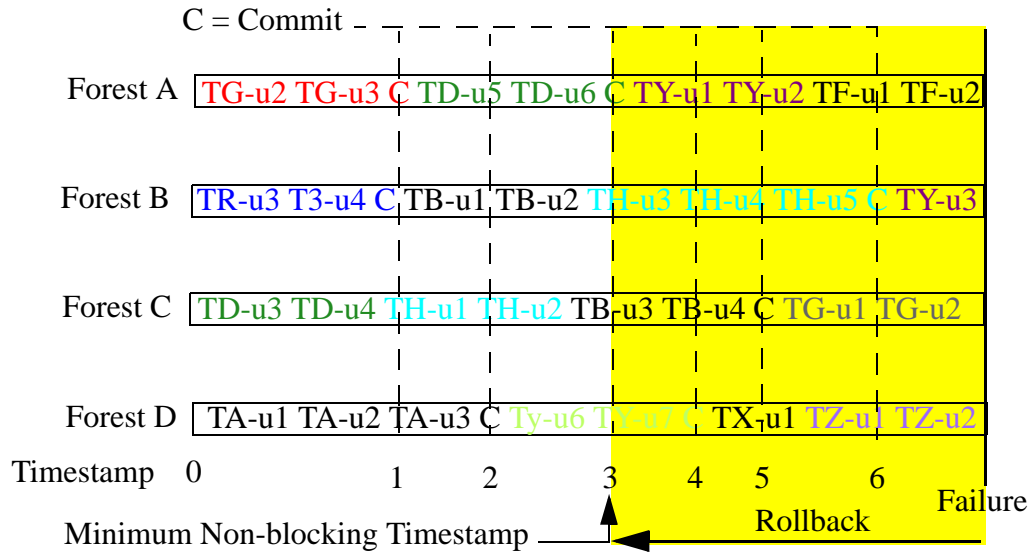 C = Commit
Forest A TG-u2 TG-u3 C TD-u5 TD-u6 C TY-u1 TY-u2 TF-u1 TF-u2
Forest B TR-u3 T3-u4 C TB-u1 TB-u2 TH-u3 TH-u4 TH-u5 C TY-u3
Forest C TD-u3 TD-u4 TH-u1 TH-u2 TB-u3 TB-u4 C TG-u1 TG-u2
Forest D TA-u1 TA-u2 TA-u3 C Ty-u6 TY-u7 C TX-u1 TZ-u1 TZ-u2
Timestamp 0 1 2 3 4 5 6
Failure
Minimum Non-blocking Timestamp Rollback